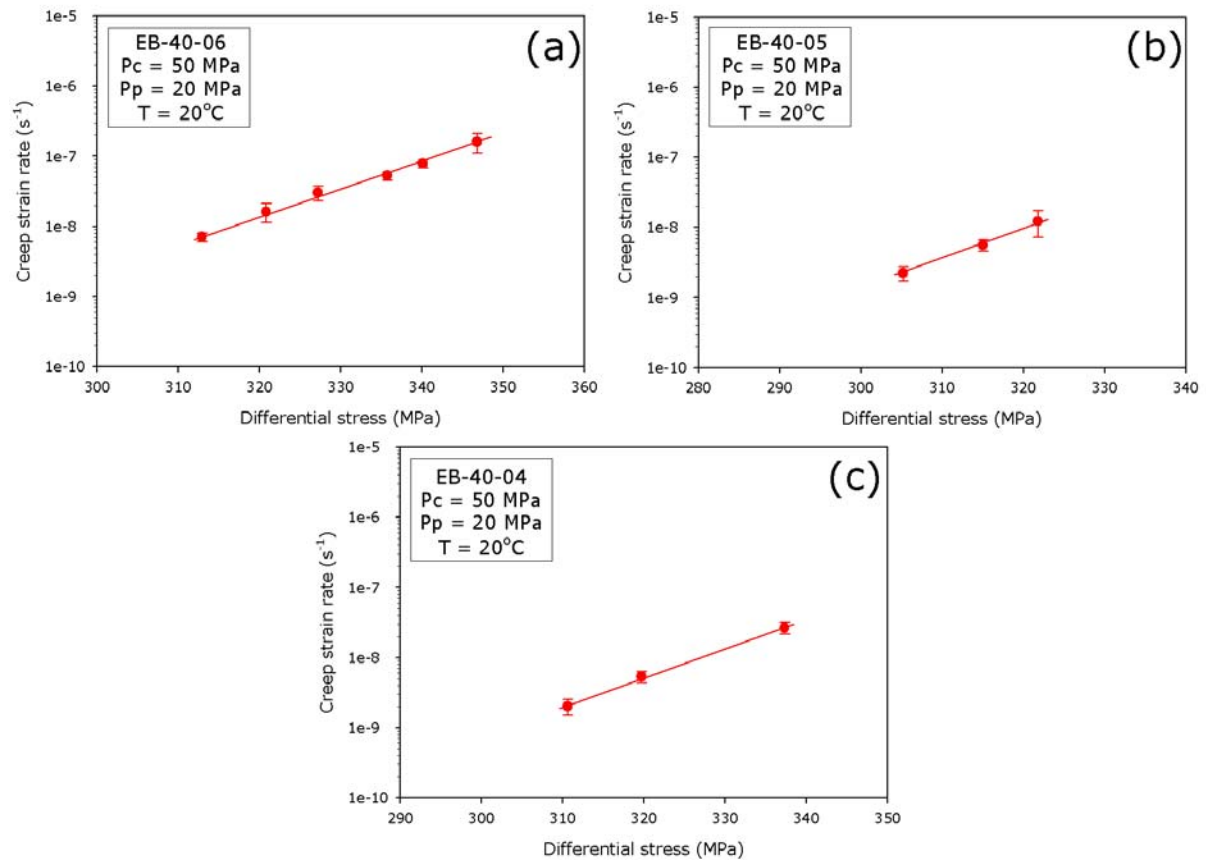 1e-5
EB-40-06
Pc = 50 MPa
Pp = 20 MPa
T = 20°C
(a)
1e-6
1e-7
1e-8
1e-9
1e-10
Creep strain rate (s⁻¹)
300 310 320 330 340 350 360
Differential stress (MPa)
1e-5
EB-40-05
Pc = 50 MPa
Pp = 20 MPa
T = 20°C
(b)
1e-6
1e-7
1e-8
1e-9
1e-10
Creep strain rate (s⁻¹)
280 290 300 310 320 330 340
Differential stress (MPa)
1e-5
EB-40-04
Pc = 50 MPa
Pp = 20 MPa
T = 20°C
(c)
1e-6
1e-7
1e-8
1e-9
1e-10
Creep strain rate (s⁻¹)
290 300 310 320 330 340 350
Differential stress (MPa)